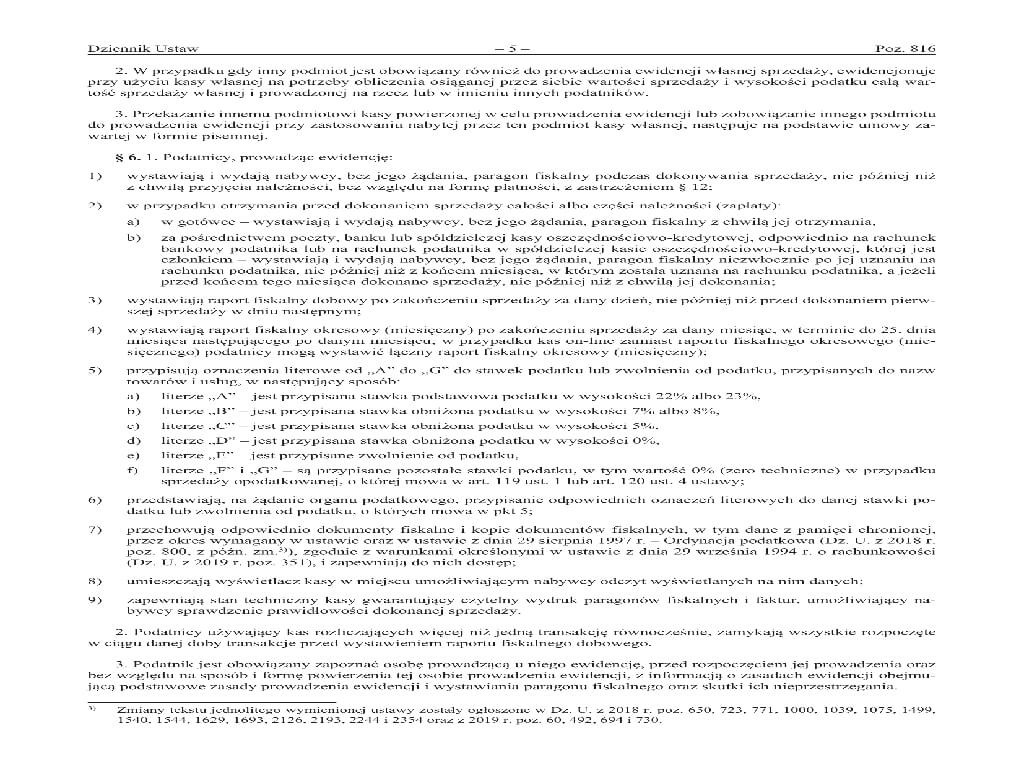 Dziennik Ustaw – 5 – Poz. 816
2. W przypadku gdy inny podmiot jest obowiązany również do prowadzenia ewidencji własnej sprzedaży, ewidencjonuje
przy użyciu kasy własnej na potrzeby obliczenia osiąganej przez siebie wartości sprzedaży i wysokości podatku całą war-
tość sprzedaży własnej i prowadzonej na rzecz lub w imieniu innych podatników.
3. Przekazanie innemu podmiotowi kasy powierzonej w celu prowadzenia ewidencji lub zobowiązanie innego podmiotu
do prowadzenia ewidencji przy zastosowaniu nabytej przez ten podmiot kasy własnej, następuje na podstawie umowy za-
wartej w formie pisemnej.
§ 6. 1. Podatnicy, prowadząc ewidencję:
1) wystawiają i wydają nabywcy, bez jego żądania, paragon fiskalny podczas dokonywania sprzedaży, nie później niż
z chwilą przyjęcia należności, bez względu na formę płatności, z zastrzeżeniem § 12;
2) w przypadku otrzymania przed dokonaniem sprzedaży całości albo części należności (zapłaty):
a) w gotówce – wystawiają i wydają nabywcy, bez jego żądania, paragon fiskalny z chwilą jej otrzymania,
b) za pośrednictwem poczty, banku lub spółdzielczej kasy oszczędnościowo-kredytowej, odpowiednio na rachunek
bankowy podatnika lub na rachunek podatnika w spółdzielczej kasie oszczędnościowo-kredytowej, której jest
członkiem – wystawiają i wydają nabywcy, bez jego żądania, paragon fiskalny niezwłocznie po jej uznaniu na
rachunku podatnika, nie później niż z końcem miesiąca, w którym została uznana na rachunku podatnika, a jeżeli
przed końcem tego miesiąca dokonano sprzedaży, nie później niż z chwilą jej dokonania;
3) wystawiają raport fiskalny dobowy po zakończeniu sprzedaży za dany dzień, nie później niż przed dokonaniem pierw-
szej sprzedaży w dniu następnym;
4) wystawiają raport fiskalny okresowy (miesięczny) po zakończeniu sprzedaży za dany miesiąc, w terminie do 25. dnia
miesiąca następującego po danym miesiącu, w przypadku kas on-line zamiast raportu fiskalnego okresowego (mie-
sięcznego) podatnicy mogą wystawić łączny raport fiskalny okresowy (miesięczny);
5) przypisują oznaczenia literowe od „A” do „G” do stawek podatku lub zwolnienia od podatku, przypisanych do nazw
towarów i usług, w następujący sposób:
a) literze „A” – jest przypisana stawka podstawowa podatku w wysokości 22% albo 23%,
b) literze „B” – jest przypisana stawka obniżona podatku w wysokości 7% albo 8%,
c) literze „C” – jest przypisana stawka obniżona podatku w wysokości 5%,
d) literze „D” – jest przypisana stawka obniżona podatku w wysokości 0%,
e) literze „E” – jest przypisane zwolnienie od podatku,
f) literze „F” i „G” – są przypisane pozostałe stawki podatku, w tym wartość 0% (zero techniczne) w przypadku
sprzedaży opodatkowanej, o której mowa w art. 119 ust. 1 lub art. 120 ust. 4 ustawy;
6) przedstawiają, na żądanie organu podatkowego, przypisanie odpowiednich oznaczeń literowych do danej stawki po-
datku lub zwolnienia od podatku, o których mowa w pkt 5;
7) przechowują odpowiednio dokumenty fiskalne i kopie dokumentów fiskalnych, w tym dane z pamięci chronionej,
przez okres wymagany w ustawie oraz w ustawie z dnia 29 sierpnia 1997 r. – Ordynacja podatkowa (Dz. U. z 2018 r.
poz. 800, z późn. zm.³⁾), zgodnie z warunkami określonymi w ustawie z dnia 29 września 1994 r. o rachunkowości
(Dz. U. z 2019 r. poz. 351), i zapewniają do nich dostęp;
8) umieszczają wyświetlacz kasy w miejscu umożliwiającym nabywcy odczyt wyświetlanych na nim danych;
9) zapewniają stan techniczny kasy gwarantujący czytelny wydruk paragonów fiskalnych i faktur, umożliwiający na-
bywcy sprawdzenie prawidłowości dokonanej sprzedaży.
2. Podatnicy używający kas rozliczających więcej niż jedną transakcję równocześnie, zamykają wszystkie rozpoczęte
w ciągu danej doby transakcje przed wystawieniem raportu fiskalnego dobowego.
3. Podatnik jest obowiązany zapoznać osobę prowadzącą u niego ewidencję, przed rozpoczęciem jej prowadzenia oraz
bez względu na sposób i formę powierzenia tej osobie prowadzenia ewidencji, z informacją o zasadach ewidencji obejmu-
jącą podstawowe zasady prowadzenia ewidencji i wystawiania paragonu fiskalnego oraz skutki ich nieprzestrzegania.
³⁾ Zmiany tekstu jednolitego wymienionej ustawy zostały ogłoszone w Dz. U. z 2018 r. poz. 650, 723, 771, 1000, 1039, 1075, 1499,
1540, 1544, 1629, 1693, 2126, 2193, 2244 i 2354 oraz z 2019 r. poz. 60, 492, 694 i 730.